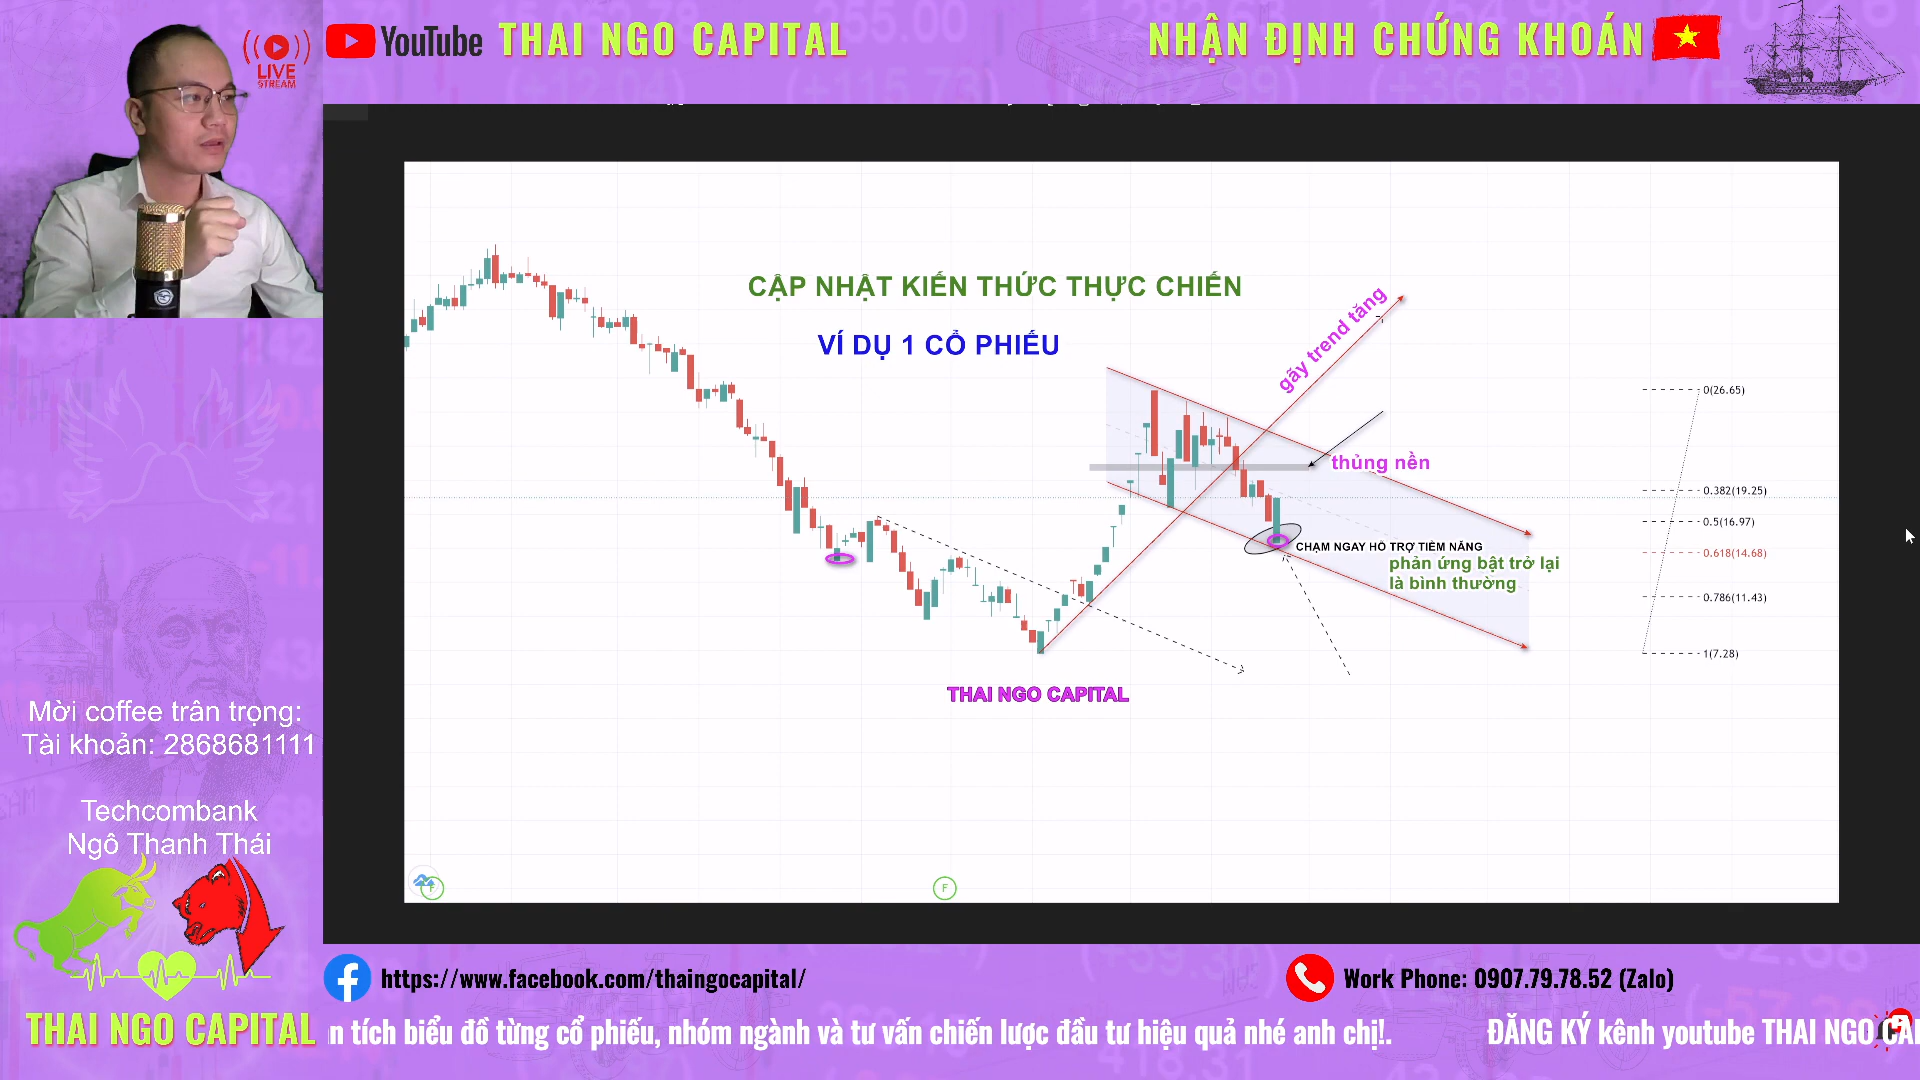 LIVE
STREAM
YouTube
THAI NGO CAPITAL
NHẬN ĐỊNH CHỨNG KHOÁN
CẬP NHẬT KIẾN THỨC THỰC CHIẾN
VÍ DỤ 1 CỔ PHIẾU
gãy trend tăng
thủng nền
CHẠM NGAY HỖ TRỢ TIỀM NĂNG
phản ứng bật trở lại
là bình thường
0(26.65)
0.382(19.25)
0.5(16.97)
0.618(14.68)
0.786(11.43)
1(7.28)
THAI NGO CAPITAL
F
F
Mời coffee trân trọng:
Tài khoản: 2868681111
Techcombank
Ngô Thanh Thái
THAI NGO CAPITAL
https://www.facebook.com/thaingocapital/
Work Phone: 0907.79.78.52 (Zalo)
n tích biểu đồ từng cổ phiếu, nhóm ngành và tư vấn chiến lược đầu tư hiệu quả nhé anh chị!.
ĐĂNG KÝ kênh youtube THAI NGO